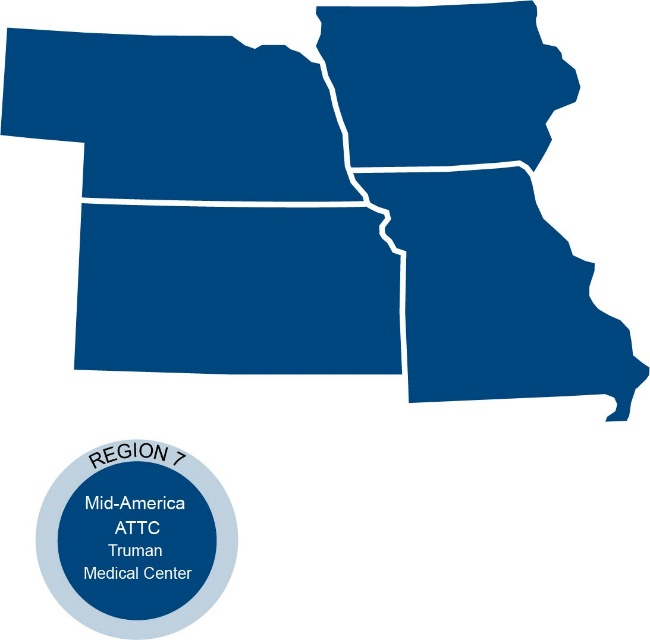 REGION 7
Mid-America
ATTC
Truman
Medical Center